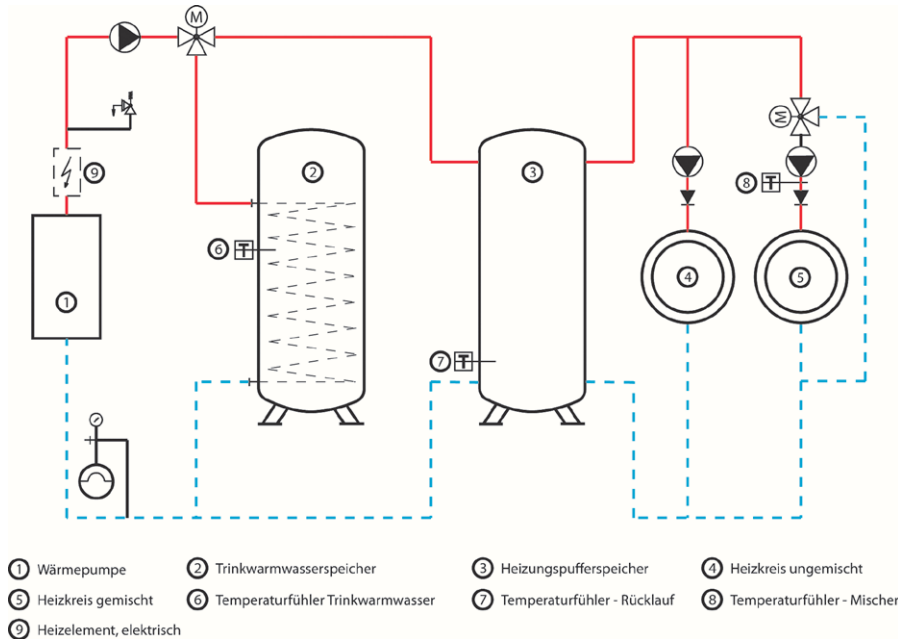 M
9
2
3
M
8
T
6
T
1
4
5
7
T
1 Wärmepumpe
2 Trinkwarmwasserspeicher
3 Heizungspufferspeicher
4 Heizkreis ungemischt
5 Heizkreis gemischt
6 Temperaturfühler Trinkwarmwasser
7 Temperaturfühler - Rücklauf
8 Temperaturfühler - Mischer
9 Heizelement, elektrisch